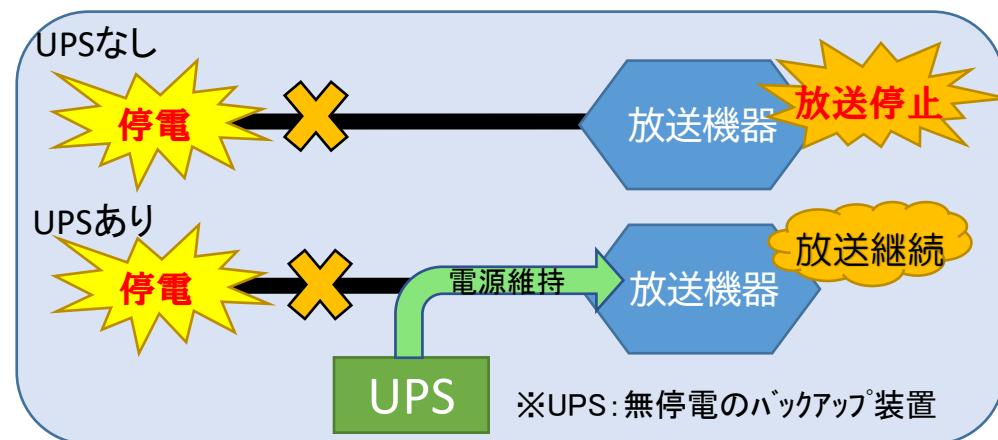 UPSなし
停電
放送機器
放送停止
UPSあり
停電
電源維持
放送機器
放送継続
UPS
※UPS：無停電のﾊﾞｯｸｱｯﾌﾟ装置